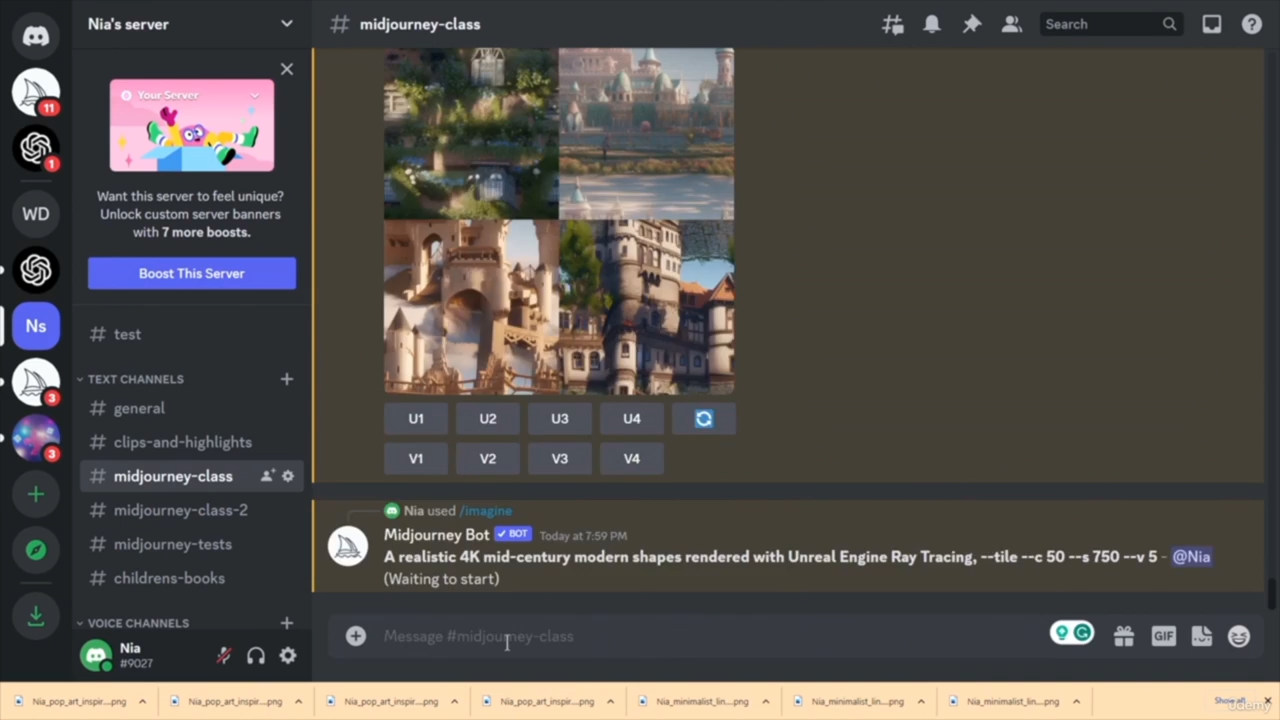 Nia's server
midjourney-class
Search
11
1
WD
Ns
3
3
Your Server
Want this server to feel unique?
Unlock custom server banners
with 7 more boosts.
Boost This Server
test
TEXT CHANNELS
general
clips-and-highlights
midjourney-class
midjourney-class-2
midjourney-tests
childrens-books
VOICE CHANNELS
Nia
#9027
U1 U2 U3 U4
V1 V2 V3 V4
Nia used /imagine
Midjourney Bot ✓ BOT Today at 7:59 PM
A realistic 4K mid-century modern shapes rendered with Unreal Engine Ray Tracing, --tile --c 50 --s 750 --v 5 - @Nia
(Waiting to start)
Message #midjourney-class
GIF
Nia_pop_art_inspir....png Nia_pop_art_inspir....png Nia_pop_art_inspir....png Nia_pop_art_inspir....png Nia_minimalist_lin....png Nia_minimalist_lin....png Nia_minimalist_lin....png Show all
udemy